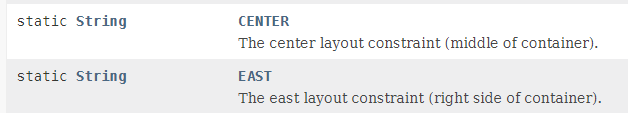 static String CENTER
The center layout constraint (middle of container).
static String EAST
The east layout constraint (right side of container).